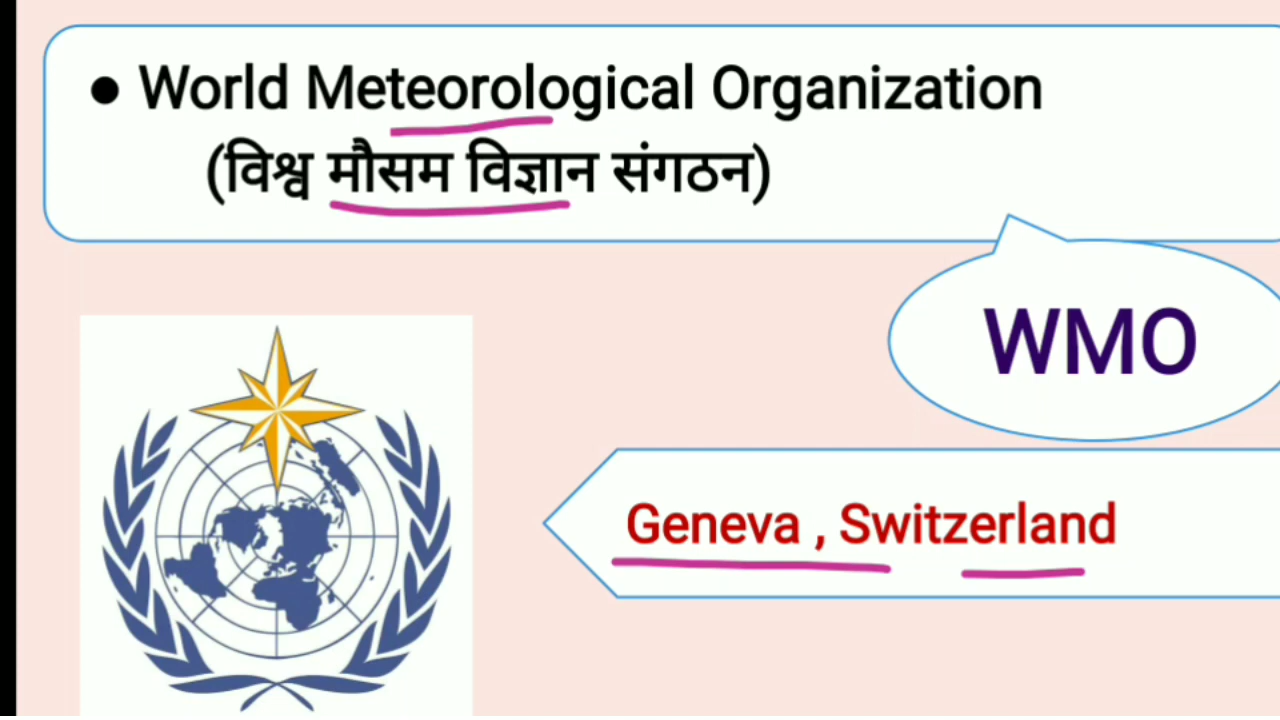 ● World Meteorological Organization
(विश्व मौसम विज्ञान संगठन)
WMO
Geneva , Switzerland